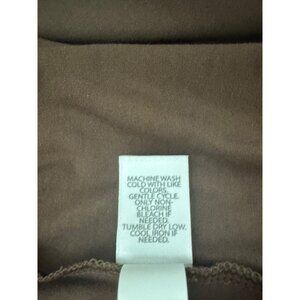 MACHINE WASH
COLD WITH LIKE
COLORS,
GENTLE CYCLE.
ONLY NON-
CHLORINE
BLEACH IF
NEEDED.
TUMBLE DRY LOW.
COOL IRON IF
NEEDED.